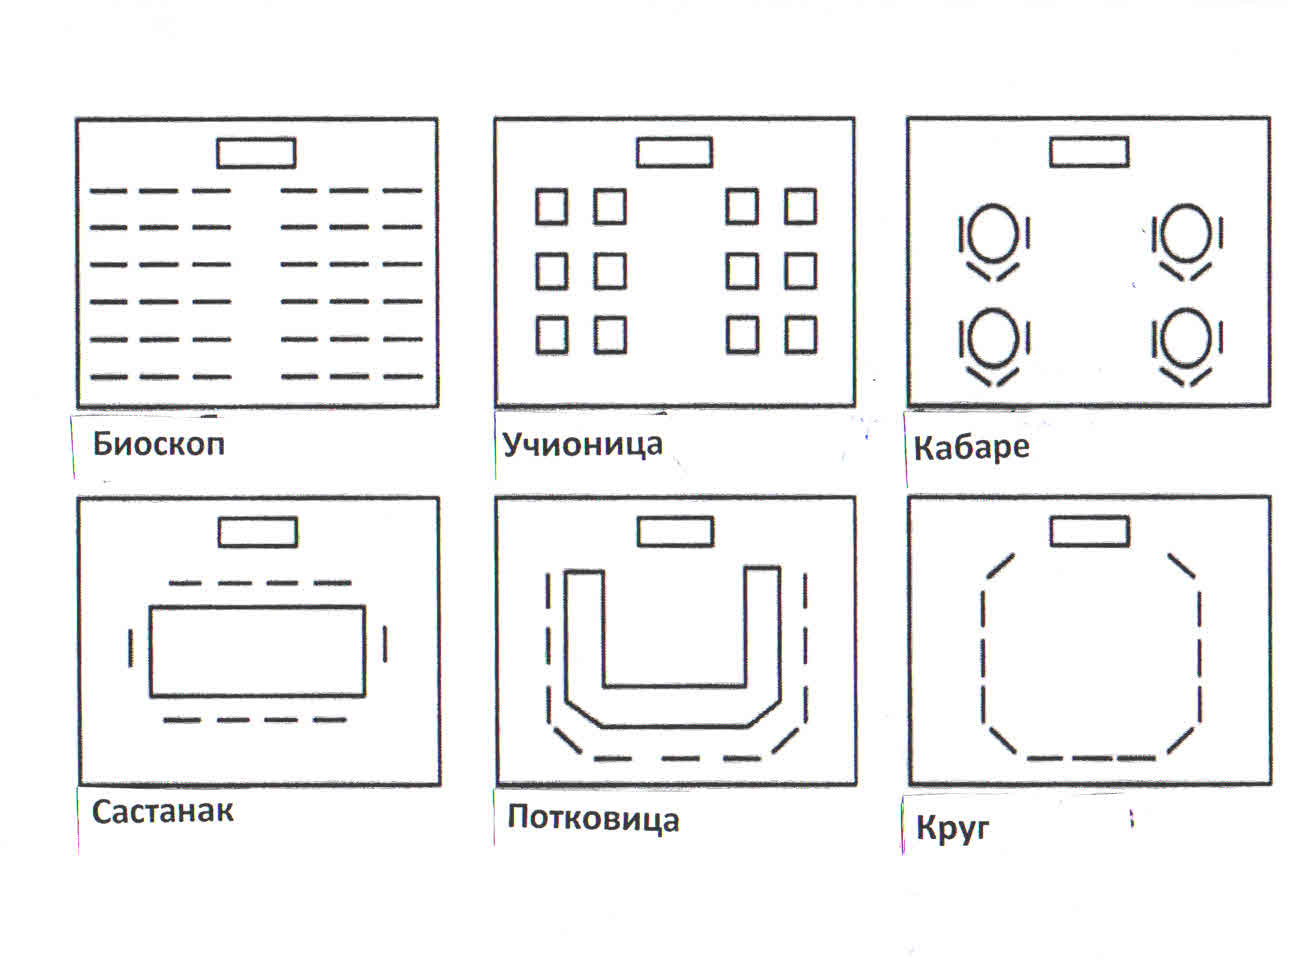 Биоскоп
Учионица
Кабаре
Састанак
Потковица
Круг